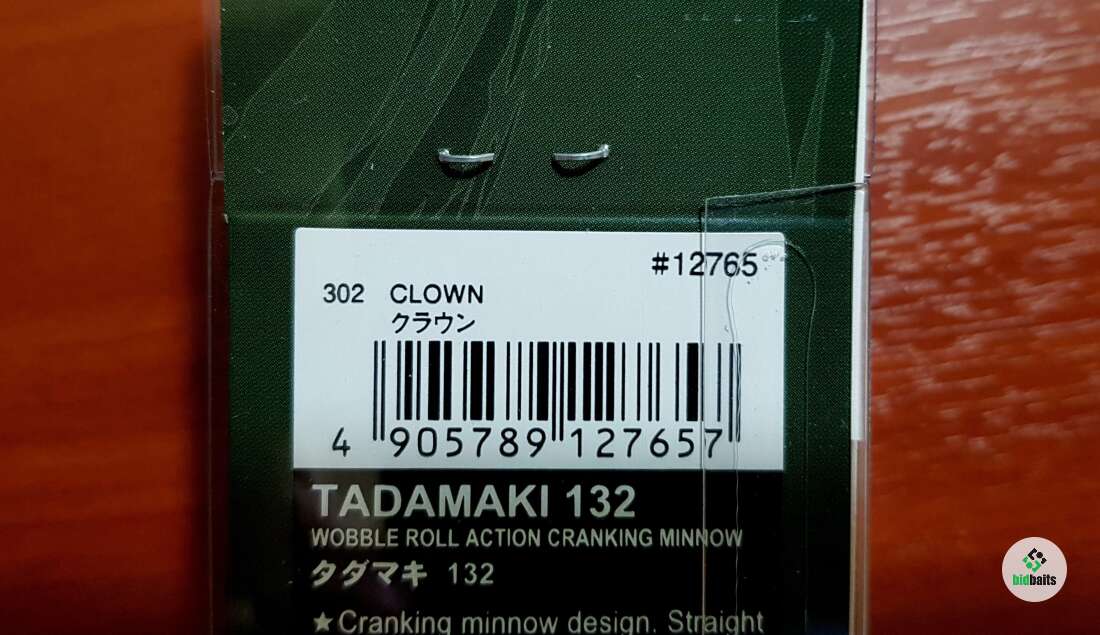 #12765
302 CLOWN
クラウン
4 905789 127657
TADAMAKI 132
WOBBLE ROLL ACTION CRANKING MINNOW
タダマキ 132
★Cranking minnow design. Straight
bidbaits